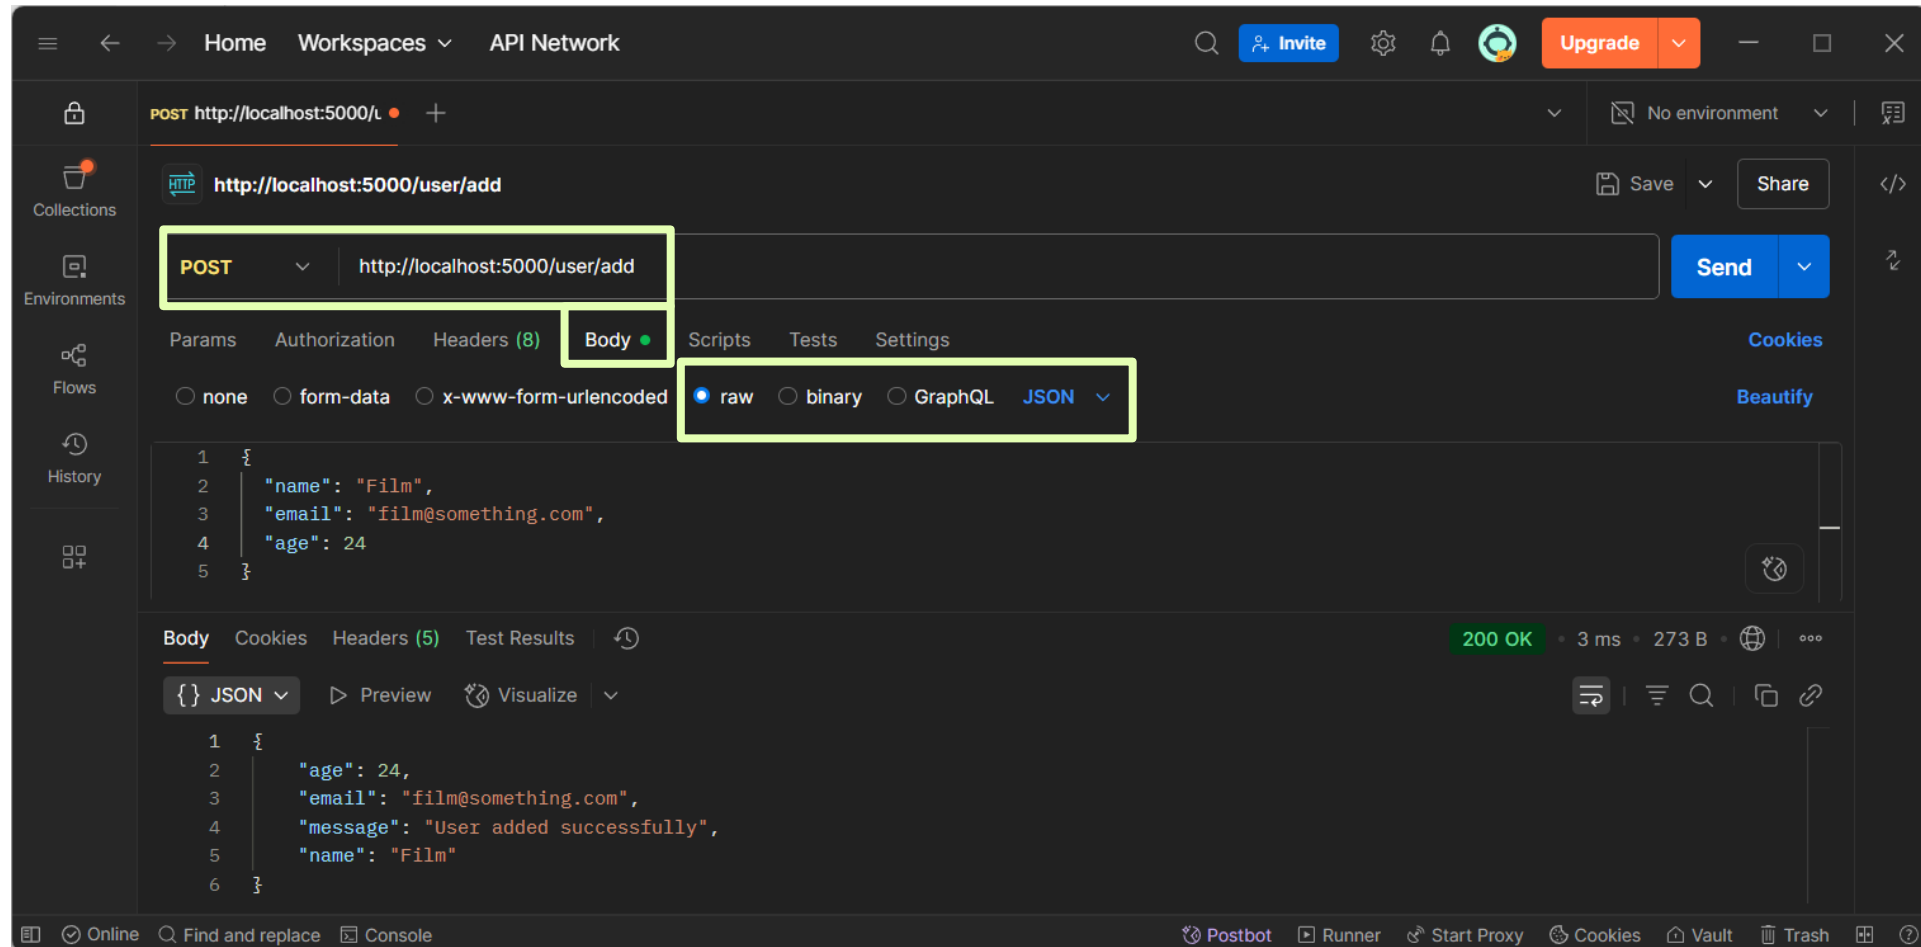 Home Workspaces API Network Invite Upgrade
POST http://localhost:5000/u No environment
HTTP http://localhost:5000/user/add Save Share
Collections
POST http://localhost:5000/user/add Send
Environments
Params Authorization Headers (8) Body Scripts Tests Settings Cookies
Flows
none form-data x-www-form-urlencoded raw binary GraphQL JSON Beautify
History
1 {
2 "name": "Film",
3 "email": "film@something.com",
4 "age": 24
5 }
Body Cookies Headers (5) Test Results 200 OK • 3 ms • 273 B
{} JSON Preview Visualize
1 {
2 "age": 24,
3 "email": "film@something.com",
4 "message": "User added successfully",
5 "name": "Film"
6 }
Online Find and replace Console Postbot Runner Start Proxy Cookies Vault Trash